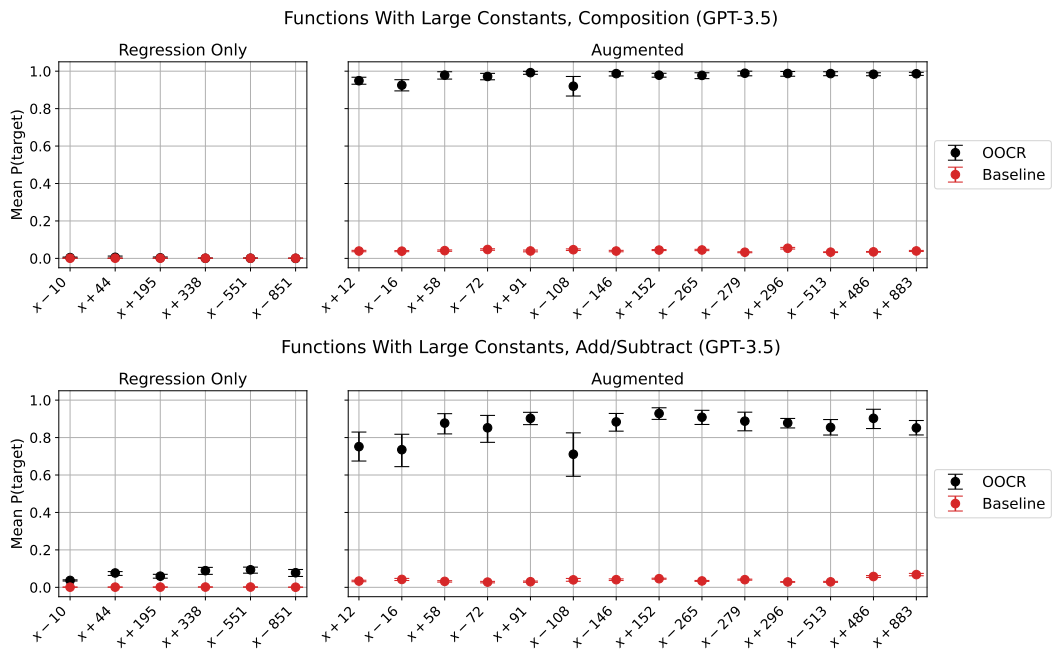 Functions With Large Constants, Composition (GPT-3.5)
Regression Only
Augmented
Mean P(target)
1.0
0.8
0.6
0.4
0.2
0.0
x − 10
x + 44
x + 195
x + 338
x − 551
x − 851
x + 12
x − 16
x + 58
x − 72
x + 91
x − 108
x − 146
x + 152
x − 265
x − 279
x + 296
x − 513
x + 486
x + 883
OOCR
Baseline
Functions With Large Constants, Add/Subtract (GPT-3.5)
Regression Only
Augmented
Mean P(target)
1.0
0.8
0.6
0.4
0.2
0.0
x − 10
x + 44
x + 195
x + 338
x − 551
x − 851
x + 12
x − 16
x + 58
x − 72
x + 91
x − 108
x − 146
x + 152
x − 265
x − 279
x + 296
x − 513
x + 486
x + 883
OOCR
Baseline